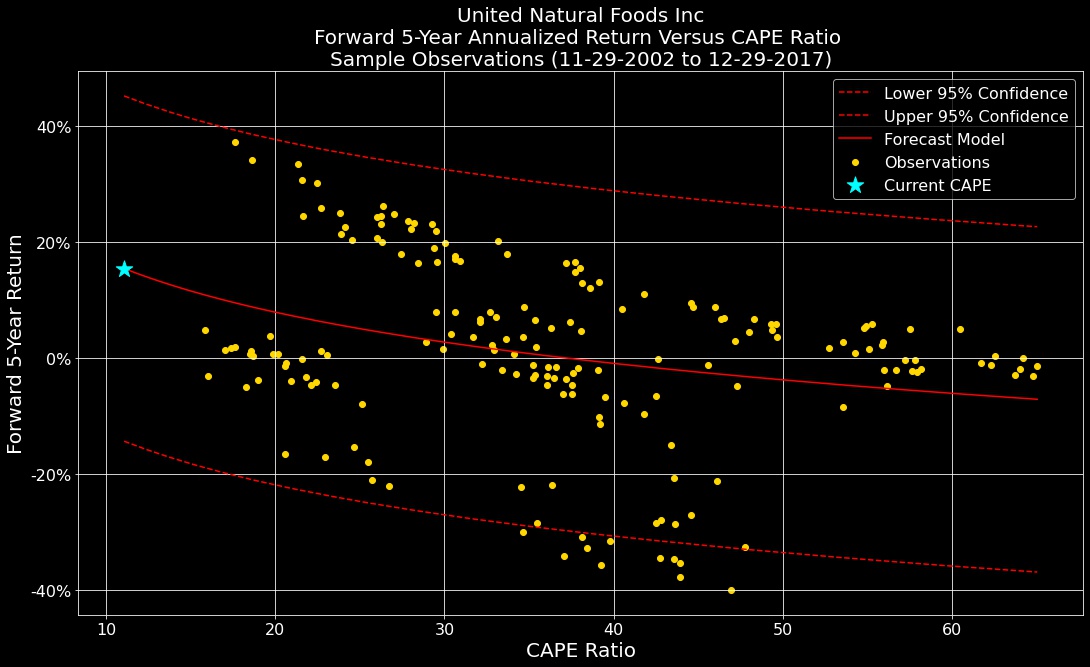 United Natural Foods Inc
Forward 5-Year Annualized Return Versus CAPE Ratio
Sample Observations (11-29-2002 to 12-29-2017)
Lower 95% Confidence
Upper 95% Confidence
Forecast Model
Observations
Current CAPE
Forward 5-Year Return
40%
20%
0%
-20%
-40%
10 20 30 40 50 60
CAPE Ratio